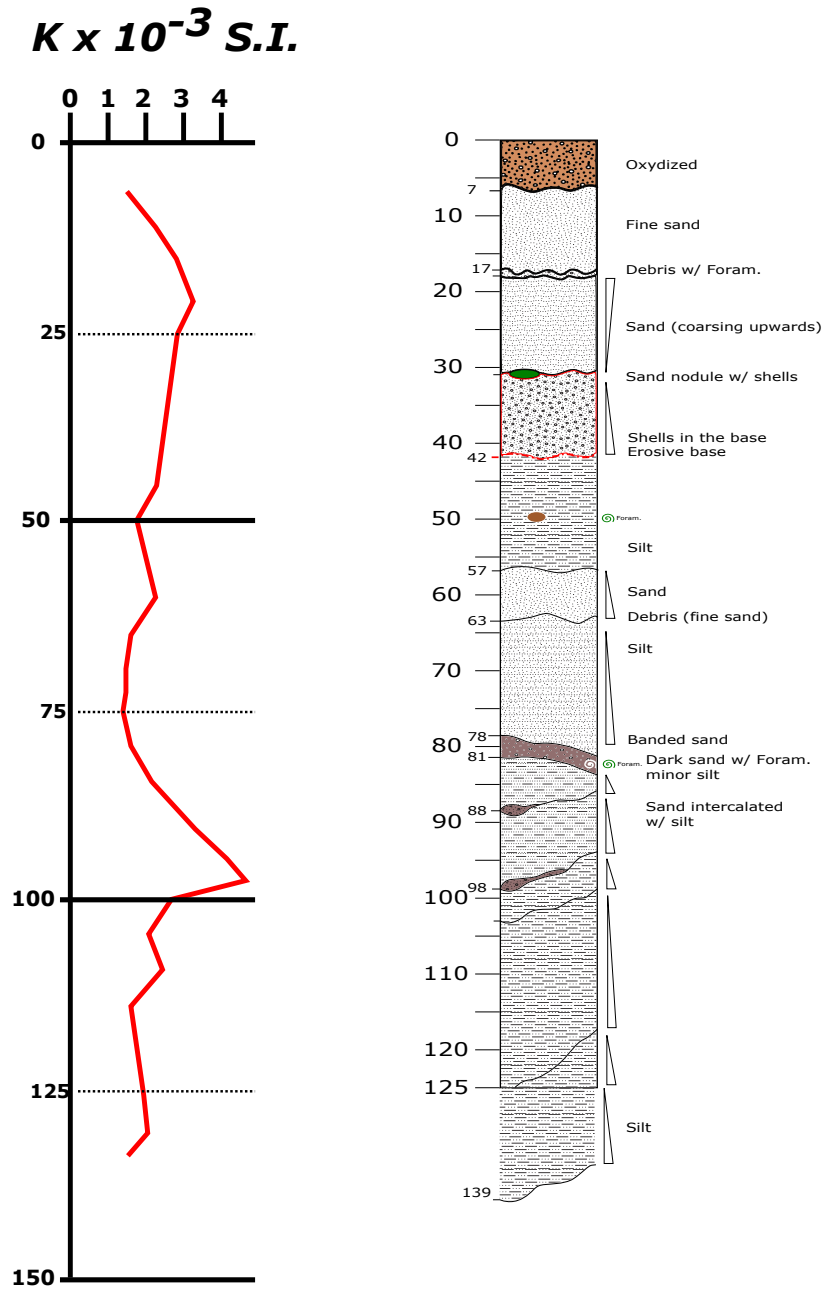 K x 10⁻³ S.I.
0 1 2 3 4
0
25
50
75
100
125
150
0
7
10
17
20
30
40
42
50
57
60
63
70
78
80
81
88
90
98
100
110
120
125
139
Oxydized
Fine sand
Debris w/ Foram.
Sand (coarsing upwards)
Sand nodule w/ shells
Shells in the base
Erosive base
Foram.
Silt
Sand
Debris (fine sand)
Silt
Banded sand
Foram. Dark sand w/ Foram.
minor silt
Sand intercalated
w/ silt
Silt